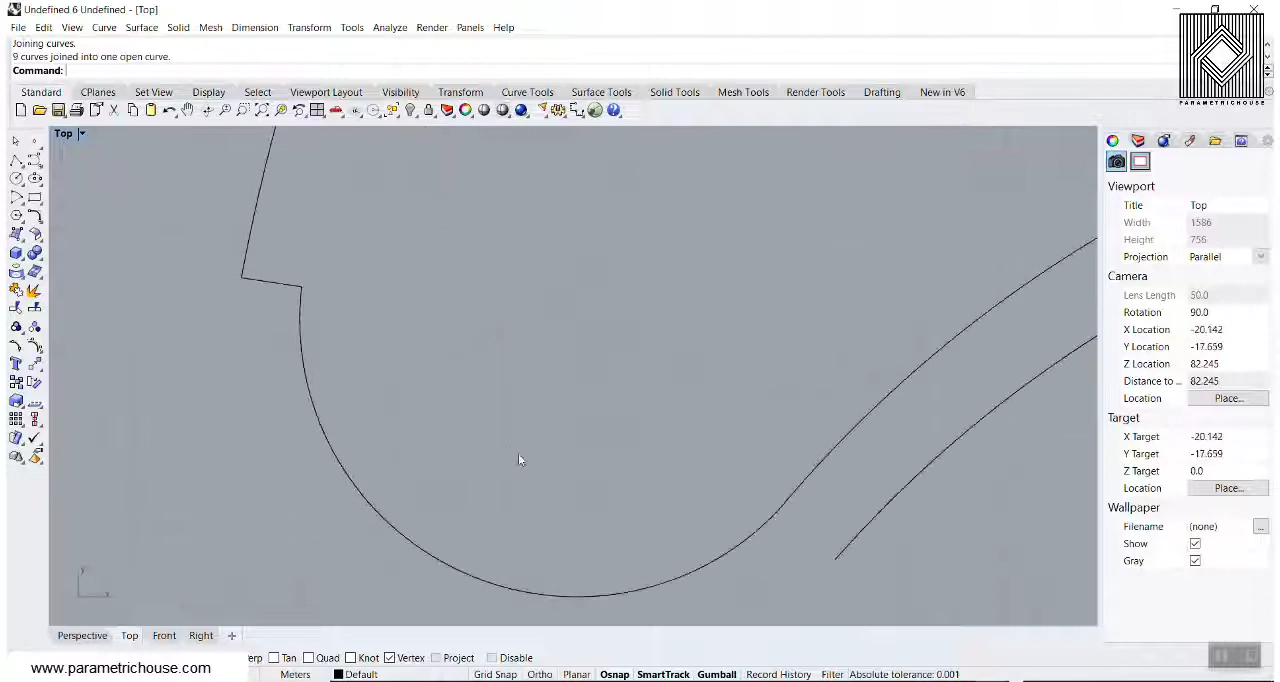 Undefined 6 Undefined - [Top]
File Edit View Curve Surface Solid Mesh Dimension Transform Tools Analyze Render Panels Help
Joining curves.
9 curves joined into one open curve.
Command:
Standard CPlanes Set View Display Select Viewport Layout Visibility Transform Curve Tools Surface Tools Solid Tools Mesh Tools Render Tools Drafting New in V6
PARAMETRICHOUSE
Top
Viewport
Title Top
Width 1586
Height 756
Projection Parallel
Camera
Lens Length 50.0
Rotation 90.0
X Location -20.142
Y Location -17.659
Z Location 82.245
Distance to ... 82.245
Location Place...
Target
X Target -20.142
Y Target -17.659
Z Target 0.0
Location Place...
Wallpaper
Filename (none) ...
Show
Gray
y
x
Perspective Top Front Right
erp Tan Quad Knot Vertex Project Disable
www.parametrichouse.com
Meters Default Grid Snap Ortho Planar Osnap SmartTrack Gumball Record History Filter Absolute tolerance: 0.001